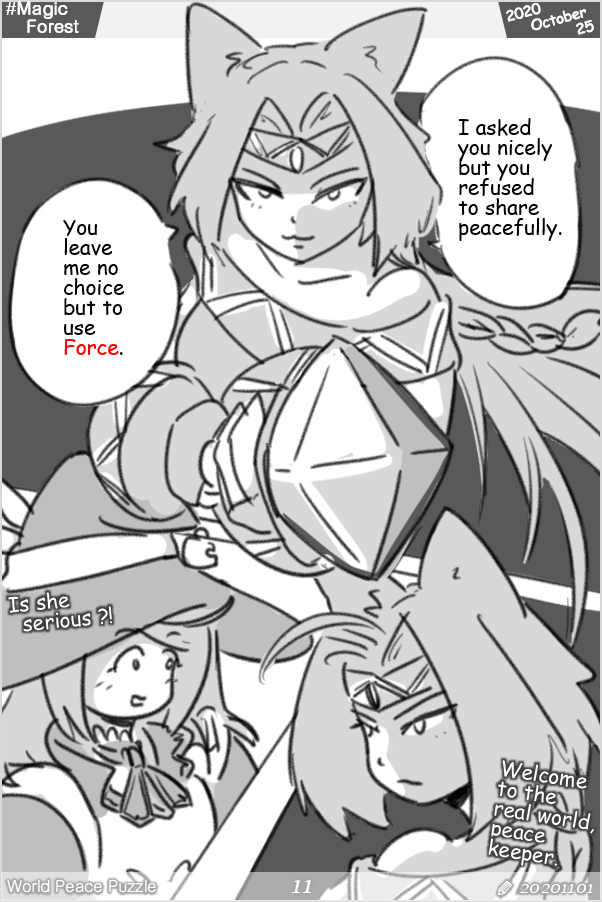 #Magic
Forest
2020
October
25
I asked
you nicely
but you
refused
to share
peacefully.
You
leave
me no
choice
but to
use
Force.
Is she
serious ?!
Welcome
to the
real world,
peace
keeper.
World Peace Puzzle
11
20201101